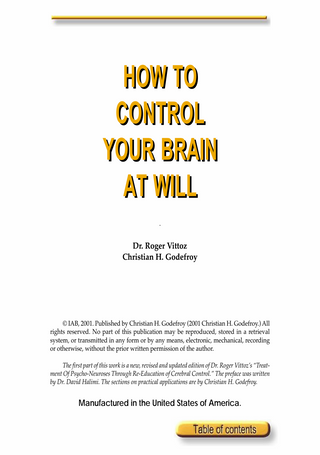 HOW TO
CONTROL
YOUR BRAIN
AT WILL
Dr. Roger Vittoz
Christian H. Godefroy
© IAB, 2001. Published by Christian H. Godefroy (2001 Christian H. Godefroy.) All
rights reserved. No part of this publication may be reproduced, stored in a retrieval
system, or transmitted in any form or by any means, electronic, mechanical, recording
or otherwise, without the prior written permission of the author.
The first part of this work is a new, revised and updated edition of Dr. Roger Vittoz's "Treat-
ment Of Psycho-Neuroses Through Re-Education of Cerebral Control." The preface was written
by Dr. David Halimi. The sections on practical applications are by Christian H. Godefroy.
Manufactured in the United States of America.
Table of contents